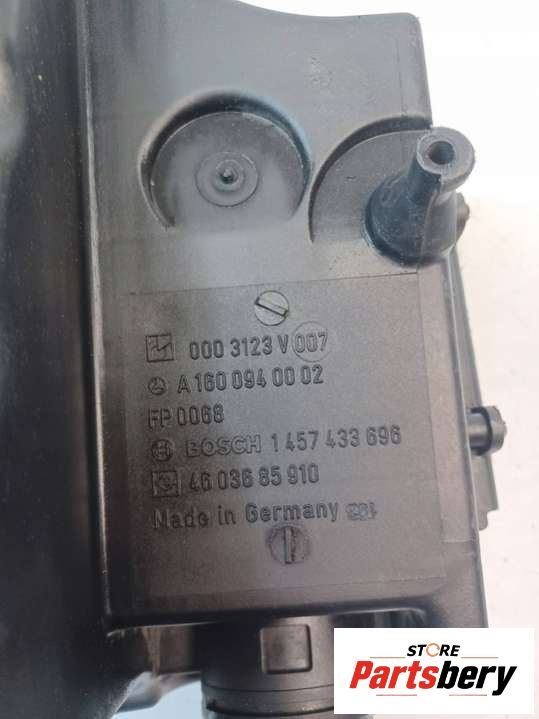 000 3123 V 007
A 160 094 00 02
FP 0068
BOSCH 1 457 433 696
46 036 85 910
Made in Germany
STORE
Partsbery